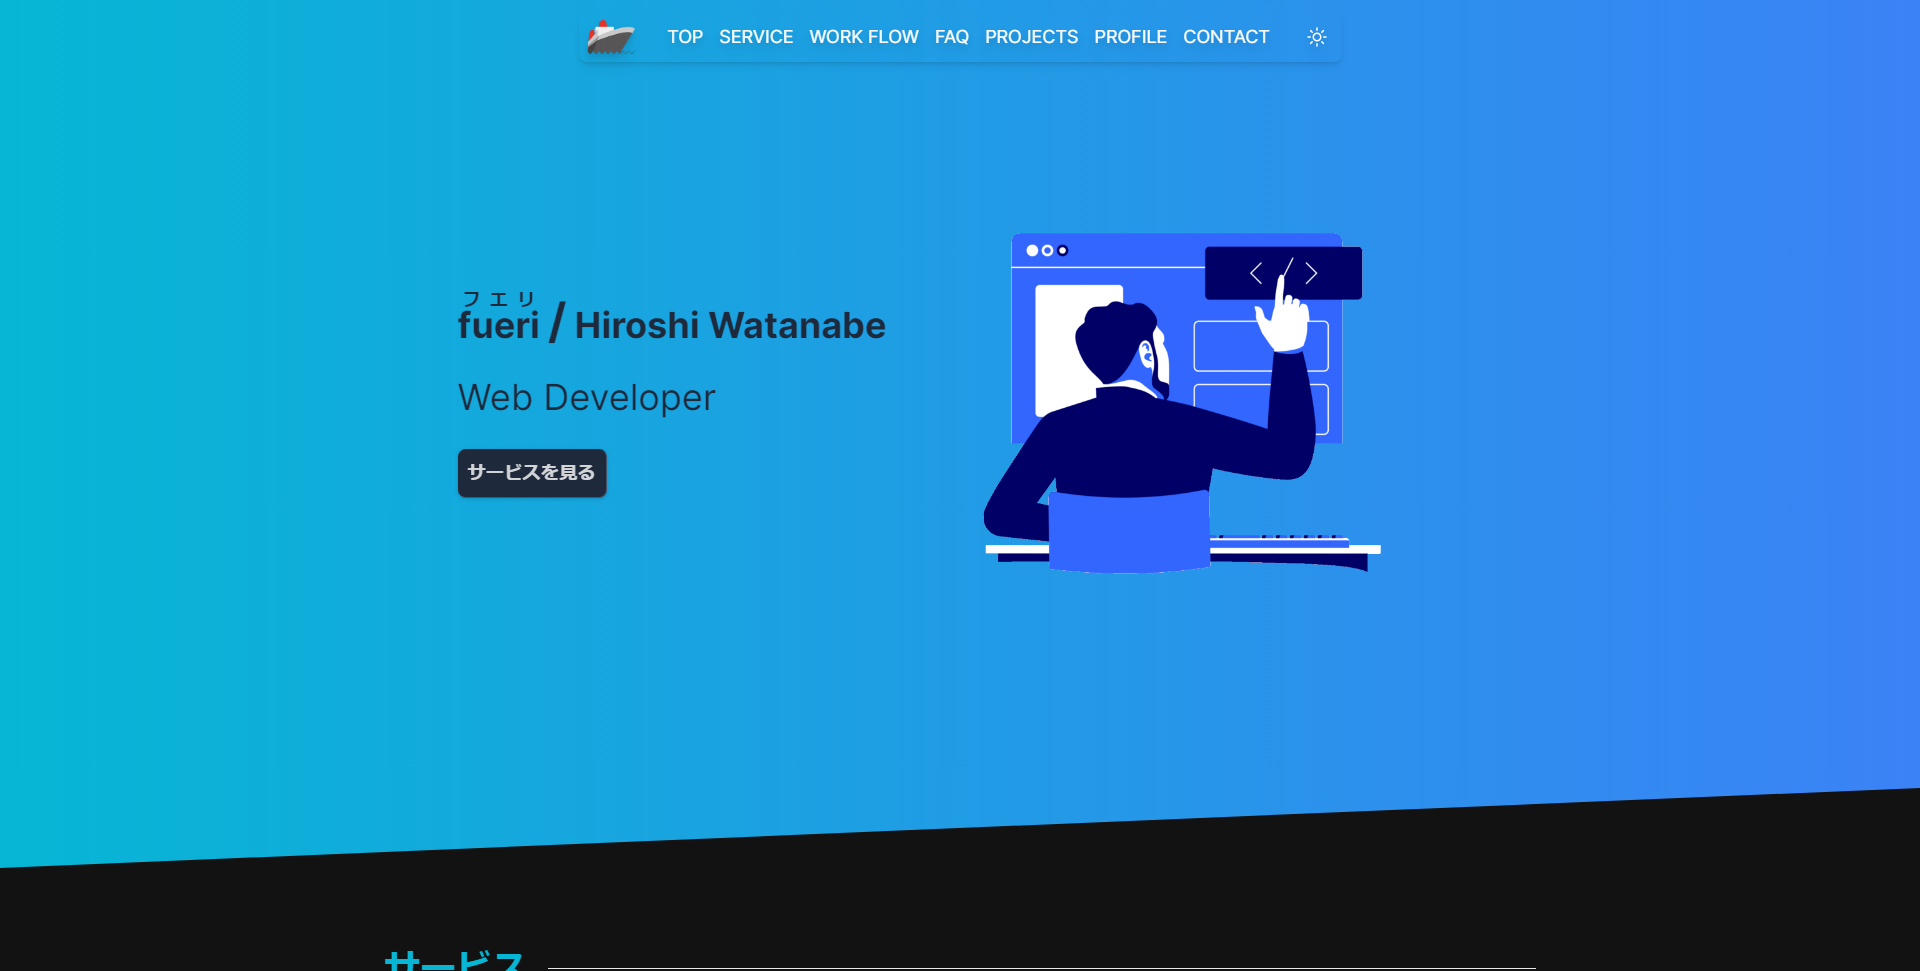 TOP SERVICE WORK FLOW FAQ PROJECTS PROFILE CONTACT
フエリ
fueri / Hiroshi Watanabe
Web Developer
サービスを見る
サービス